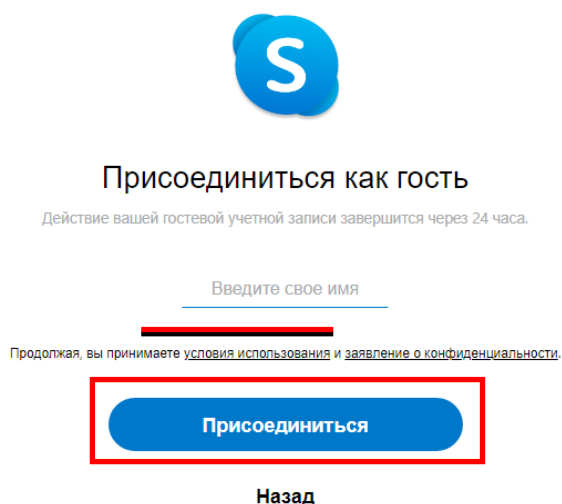 S
Присоединиться как гость
Действие вашей гостевой учетной записи завершится через 24 часа.
Введите свое имя
Продолжая, вы принимаете условия использования и заявление о конфиденциальности.
Присоединиться
Назад